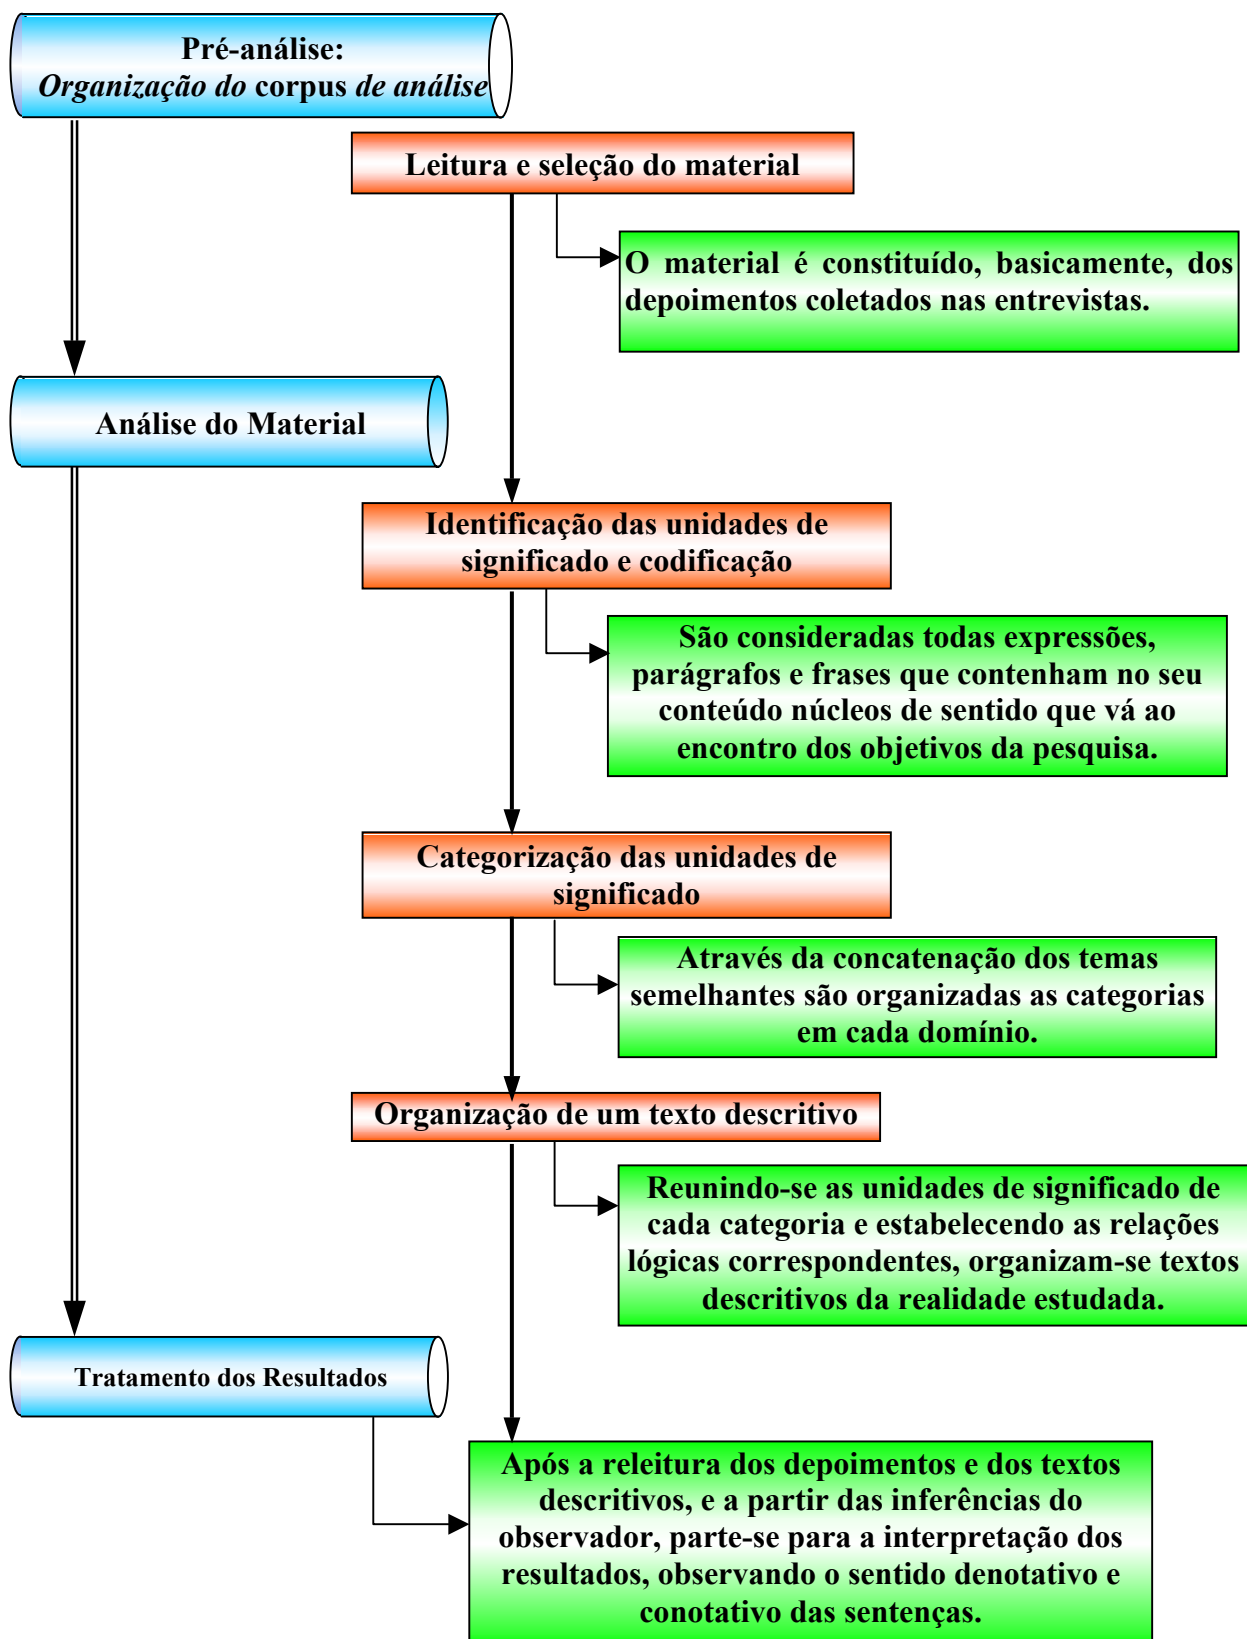 Pré-análise:
Organização do corpus de análise
Leitura e seleção do material
O material é constituído, basicamente, dos
depoimentos coletados nas entrevistas.
Análise do Material
Identificação das unidades de
significado e codificação
São consideradas todas expressões,
parágrafos e frases que contenham no seu
conteúdo núcleos de sentido que vá ao
encontro dos objetivos da pesquisa.
Categorização das unidades de
significado
Através da concatenação dos temas
semelhantes são organizadas as categorias
em cada domínio.
Organização de um texto descritivo
Reunindo-se as unidades de significado de
cada categoria e estabelecendo as relações
lógicas correspondentes, organizam-se textos
descritivos da realidade estudada.
Tratamento dos Resultados
Após a releitura dos depoimentos e dos textos
descritivos, e a partir das inferências do
observador, parte-se para a interpretação dos
resultados, observando o sentido denotativo e
conotativo das sentenças.